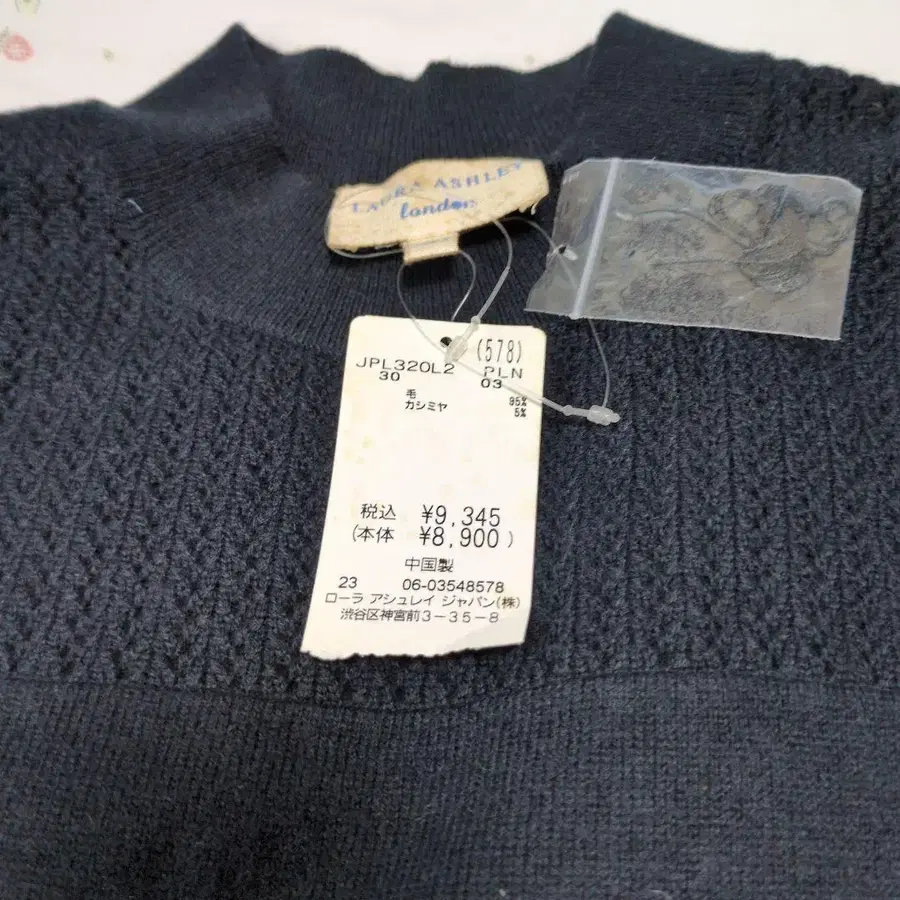 LAURA ASHLEY
london
(578)
JPL320L2 PLN
30 03
毛 95%
カシミヤ 5%
税込 ¥9,345
(本体 ¥8,900)
中国製
23 06-03548578
ローラ アシュレイ ジャパン(株)
渋谷区神宮前3-35-8